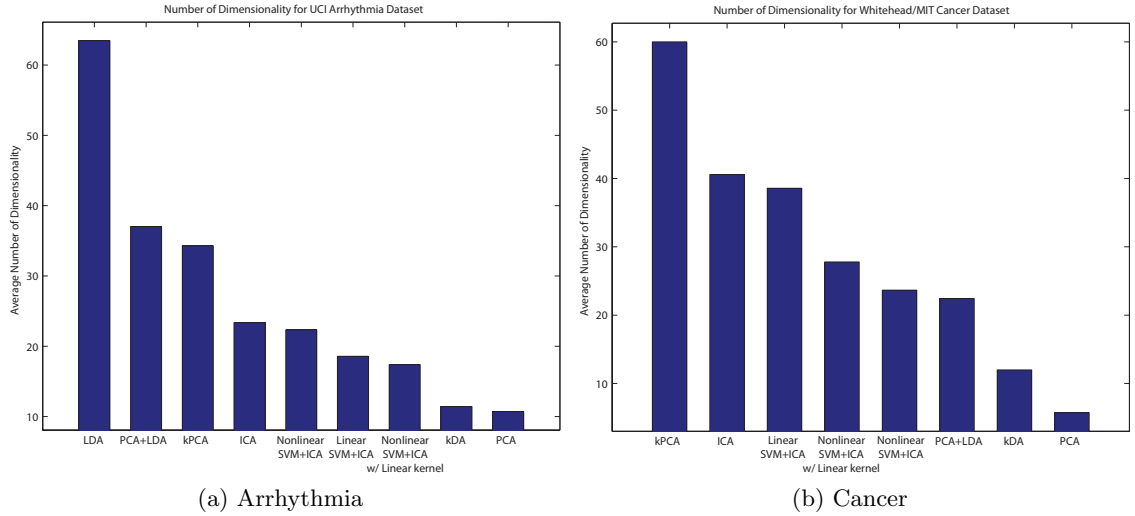 Number of Dimensionality for UCI Arrhythmia Dataset
Average Number of Dimensionality
60
50
40
30
20
10
LDA PCA+LDA kPCA ICA Nonlinear Linear Nonlinear kDA PCA
SVM+ICA SVM+ICA SVM+ICA
w/ Linear kernel
(a) Arrhythmia
Number of Dimensionality for Whitehead/MIT Cancer Dataset
Average Number of Dimensionality
60
50
40
30
20
10
kPCA ICA Linear Nonlinear Nonlinear PCA+LDA kDA PCA
SVM+ICA SVM+ICA SVM+ICA
w/ Linear kernel
(b) Cancer